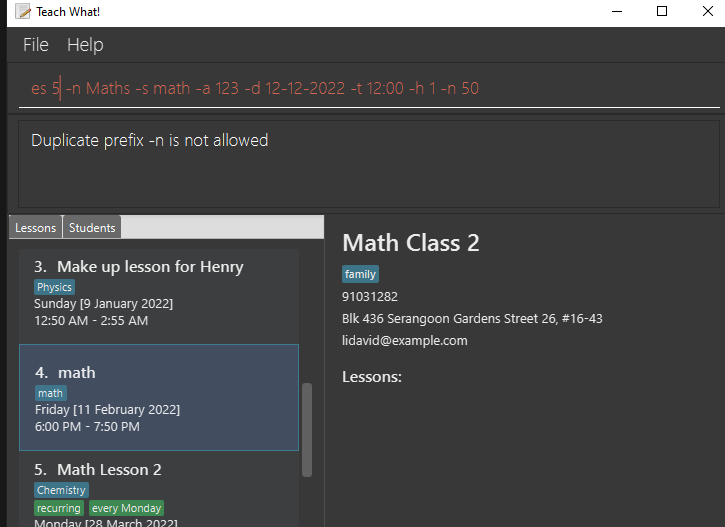 Teach What!
File Help
es 5 -n Maths -s math -a 123 -d 12-12-2022 -t 12:00 -h 1 -n 50
Duplicate prefix -n is not allowed
Lessons Students
3. Make up lesson for Henry
Physics
Sunday [9 January 2022]
12:50 AM - 2:55 AM
4. math
math
Friday [11 February 2022]
6:00 PM - 7:50 PM
5. Math Lesson 2
Chemistry
recurring every Monday
Monday [28 March 2022]
Math Class 2
family
91031282
Blk 436 Serangoon Gardens Street 26, #16-43
lidavid@example.com
Lessons: